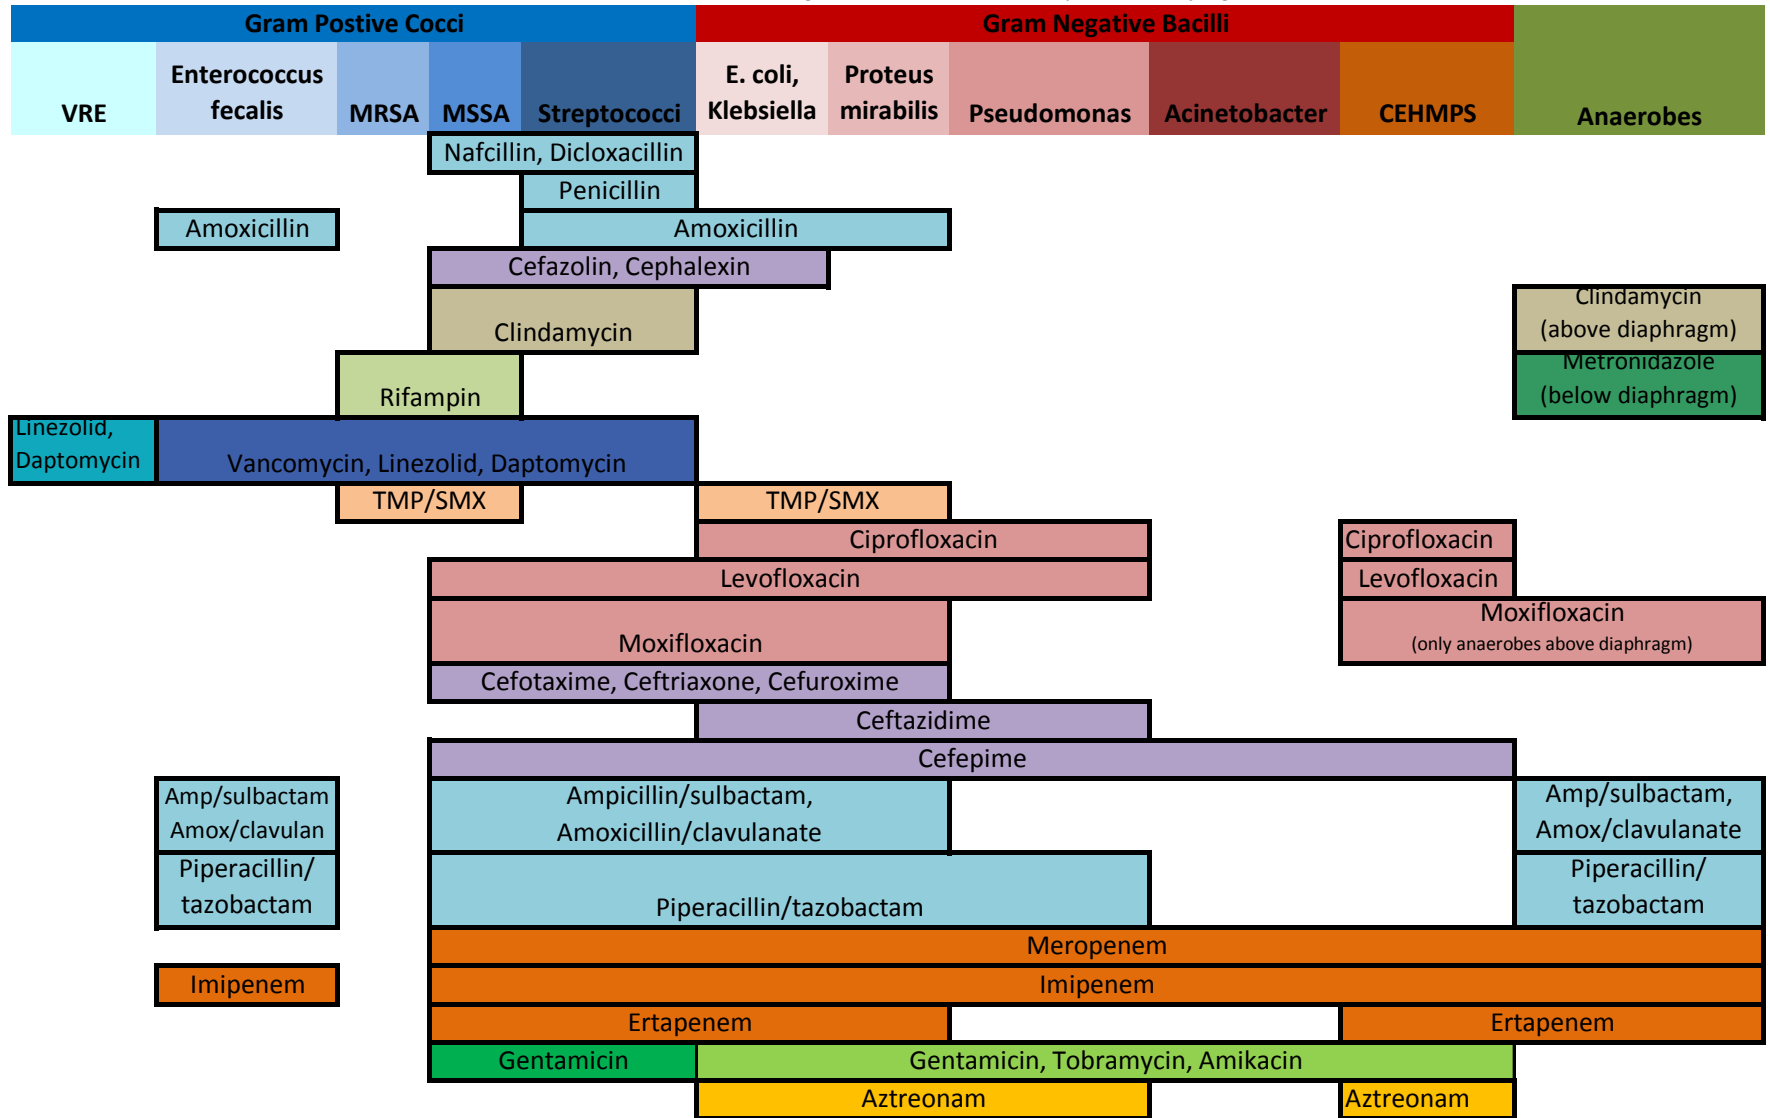 Gram Postive Cocci
Gram Negative Bacilli
VRE
Enterococcus
fecalis
MRSA
MSSA
Streptococci
E. coli,
Klebsiella
Proteus
mirabilis
Pseudomonas
Acinetobacter
CEHMPS
Anaerobes
Nafcillin, Dicloxacillin
Penicillin
Amoxicillin
Amoxicillin
Cefazolin, Cephalexin
Clindamycin
Clindamycin
(above diaphragm)
Rifampin
Metronidazole
(below diaphragm)
Linezolid,
Daptomycin
Vancomycin, Linezolid, Daptomycin
TMP/SMX
TMP/SMX
Ciprofloxacin
Ciprofloxacin
Levofloxacin
Levofloxacin
Moxifloxacin
Moxifloxacin
(only anaerobes above diaphragm)
Cefotaxime, Ceftriaxone, Cefuroxime
Ceftazidime
Cefepime
Amp/sulbactam
Amox/clavulan
Ampicillin/sulbactam,
Amoxicillin/clavulanate
Amp/sulbactam,
Amox/clavulanate
Piperacillin/
tazobactam
Piperacillin/tazobactam
Piperacillin/
tazobactam
Meropenem
Imipenem
Imipenem
Ertapenem
Ertapenem
Gentamicin
Gentamicin, Tobramycin, Amikacin
Aztreonam
Aztreonam